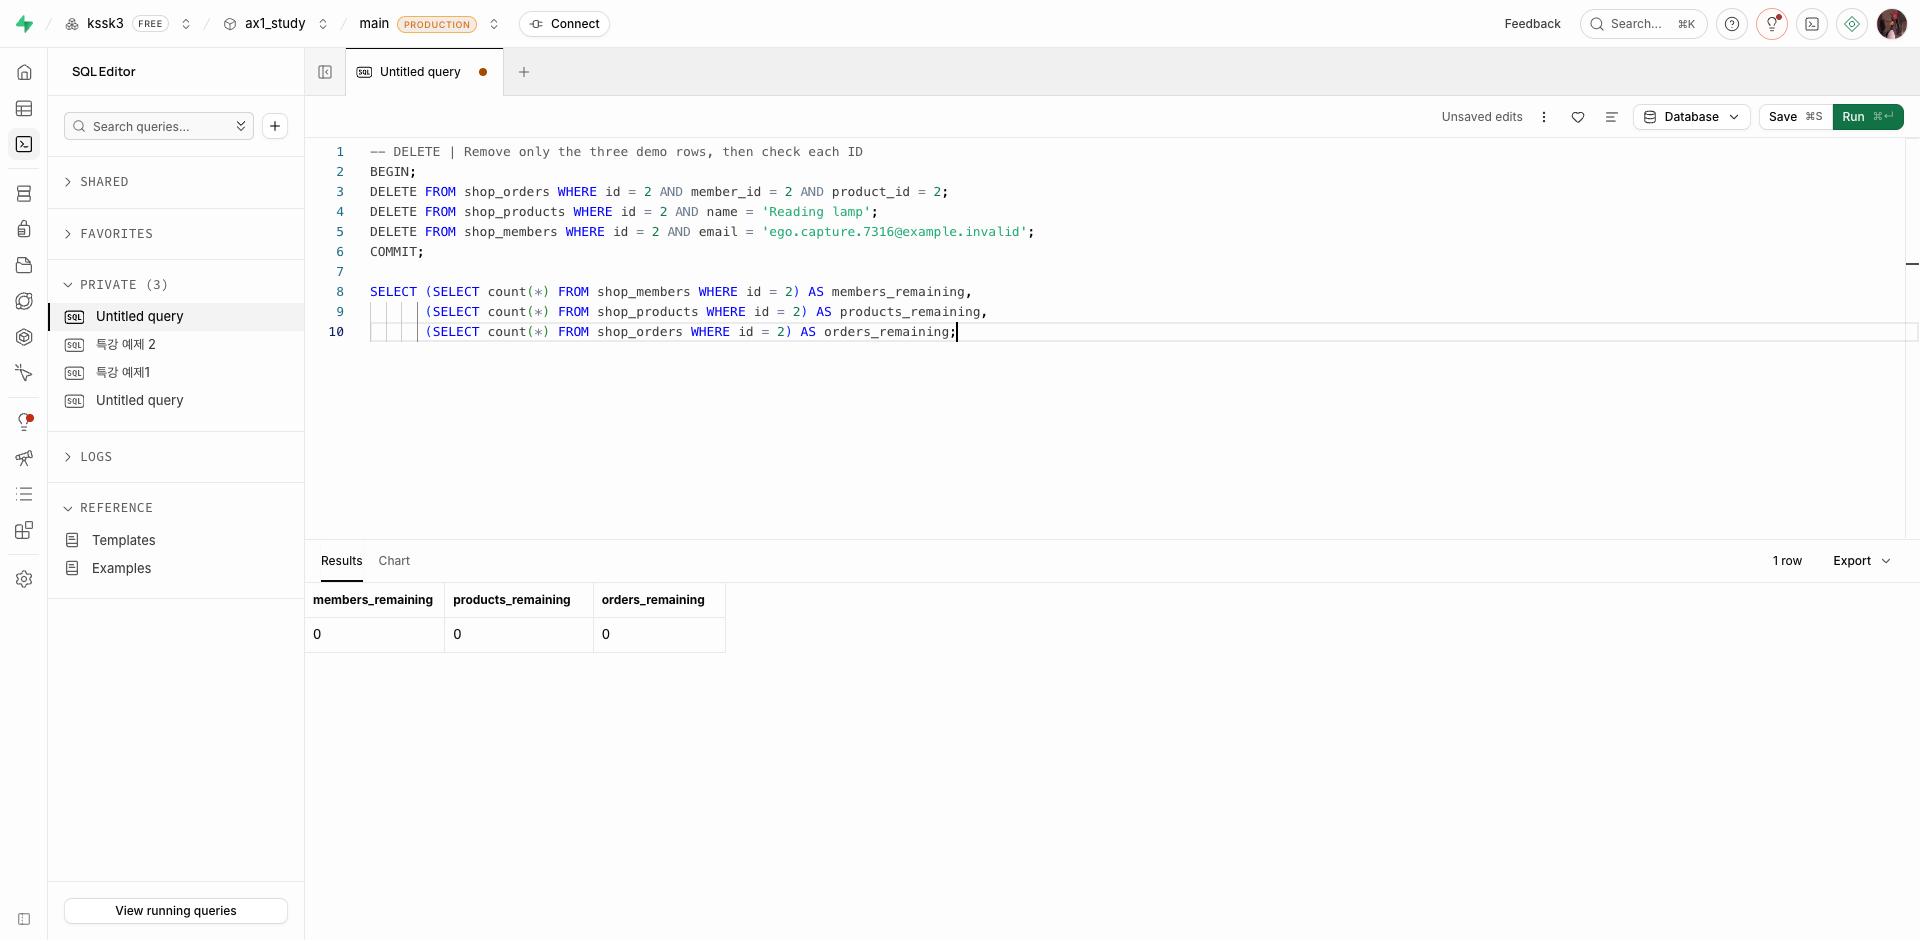 kssk3 FREE / ax1_study / main PRODUCTION Connect Feedback Search... ⌘K
SQL Editor
SQL Untitled query
Search queries...
Unsaved edits Database Save ⌘S Run ⌘↵
SHARED
FAVORITES
PRIVATE (3)
SQL Untitled query
SQL 특강 예제 2
SQL 특강 예제1
SQL Untitled query
LOGS
REFERENCE
Templates
Examples
View running queries
1 -- DELETE | Remove only the three demo rows, then check each ID
2 BEGIN;
3 DELETE FROM shop_orders WHERE id = 2 AND member_id = 2 AND product_id = 2;
4 DELETE FROM shop_products WHERE id = 2 AND name = 'Reading lamp';
5 DELETE FROM shop_members WHERE id = 2 AND email = 'ego.capture.7316@example.invalid';
6 COMMIT;
7
8 SELECT (SELECT count(*) FROM shop_members WHERE id = 2) AS members_remaining,
9 (SELECT count(*) FROM shop_products WHERE id = 2) AS products_remaining,
10 (SELECT count(*) FROM shop_orders WHERE id = 2) AS orders_remaining;
Results Chart 1 row Export
members_remaining products_remaining orders_remaining
0 0 0